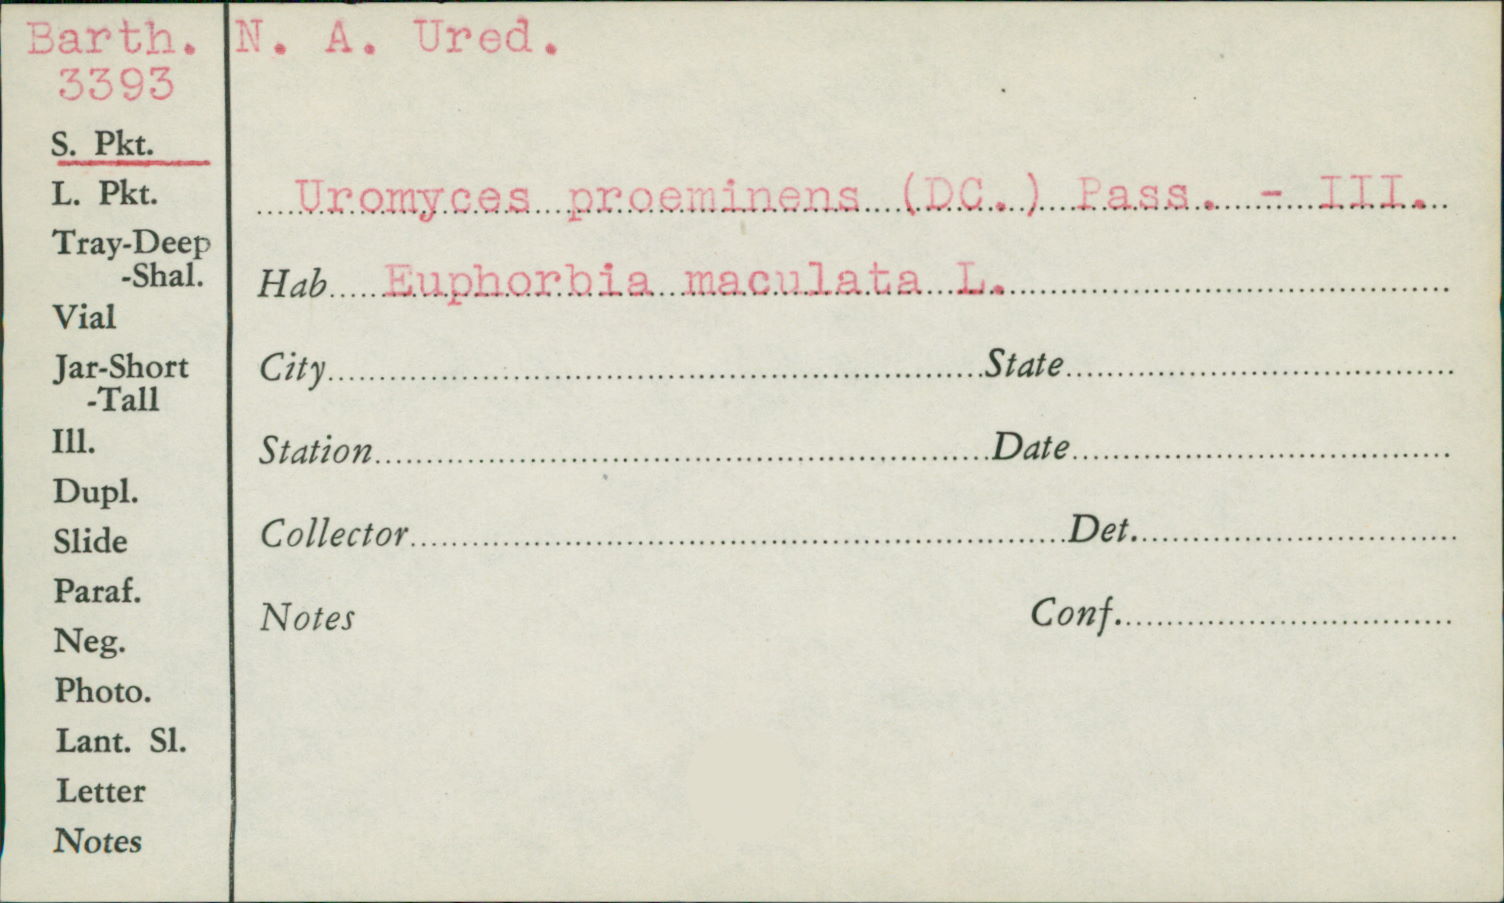 Barth. N. A. Ured.
3393
S. Pkt.
L. Pkt.
Uromyces proeminens (DC.) Pass. - III.
Tray-Deep
-Shal.
Hab Euphorbia maculata L.
Vial
Jar-Short
-Tall
City State
Ill.
Station Date
Dupl.
Slide
Collector Det.
Paraf.
Notes Conf.
Neg.
Photo.
Lant. Sl.
Letter
Notes